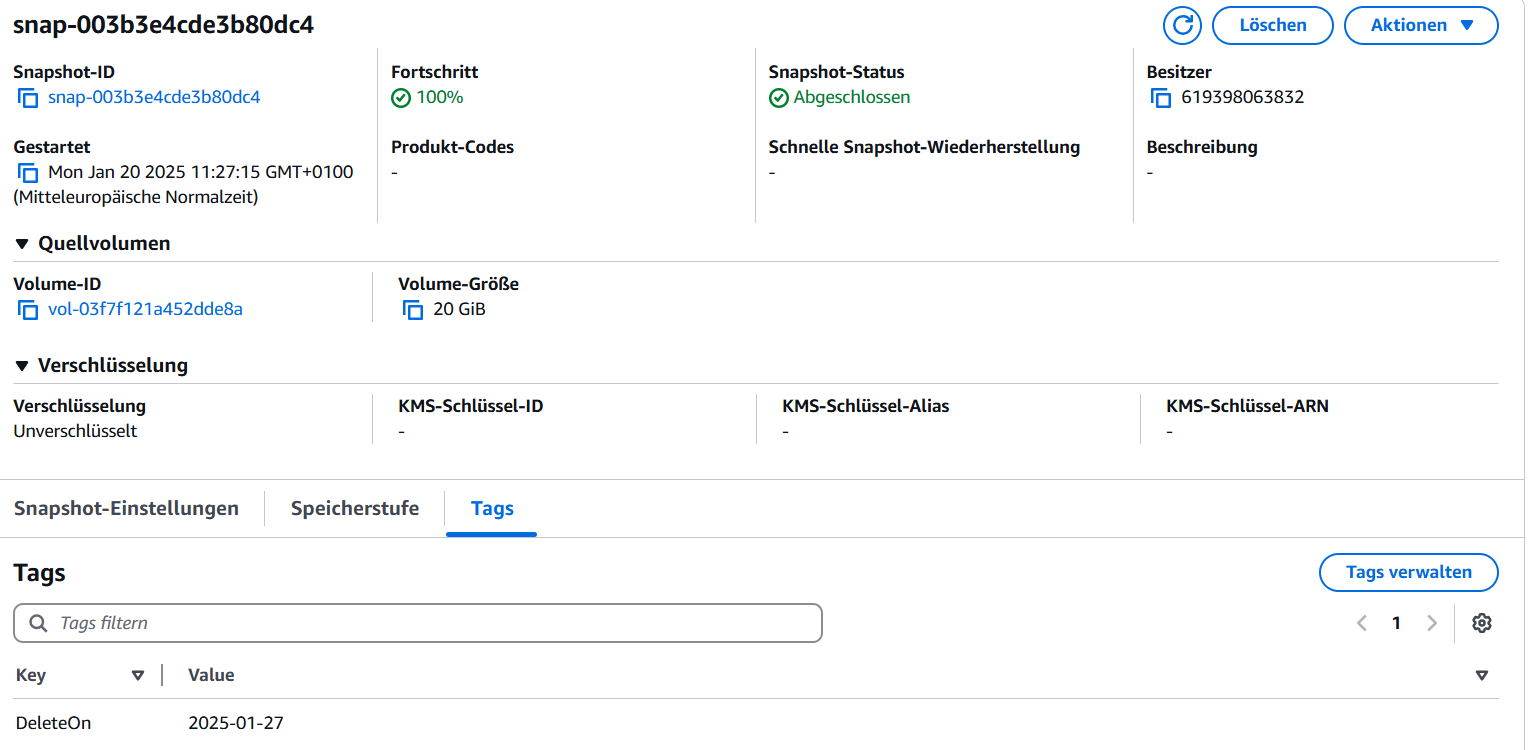 snap-003b3e4cde3b80dc4
Löschen
Aktionen
Snapshot-ID
snap-003b3e4cde3b80dc4
Fortschritt
100%
Snapshot-Status
Abgeschlossen
Besitzer
619398063832
Gestartet
Mon Jan 20 2025 11:27:15 GMT+0100
(Mitteleuropäische Normalzeit)
Produkt-Codes
-
Schnelle Snapshot-Wiederherstellung
-
Beschreibung
-
Quellvolumen
Volume-ID
vol-03f7f121a452dde8a
Volume-Größe
20 GiB
Verschlüsselung
Verschlüsselung
Unverschlüsselt
KMS-Schlüssel-ID
-
KMS-Schlüssel-Alias
-
KMS-Schlüssel-ARN
-
Snapshot-Einstellungen
Speicherstufe
Tags
Tags
Tags verwalten
Tags filtern
1
Key
Value
DeleteOn
2025-01-27